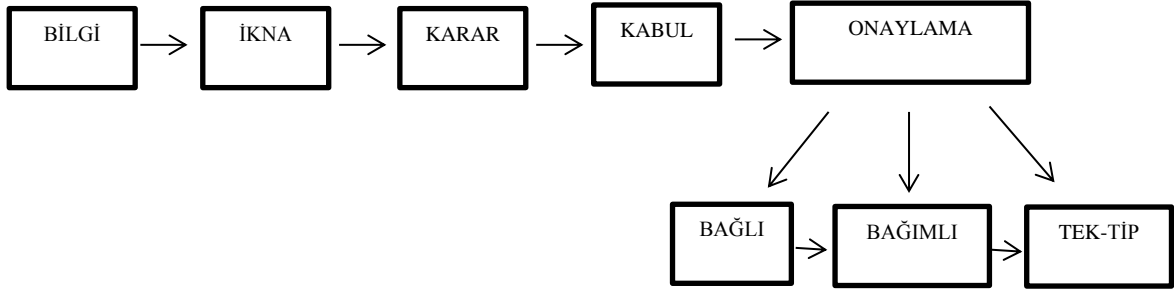 BİLGİ
İKNA
KARAR
KABUL
ONAYLAMA
BAĞLI
BAĞIMLI
TEK-TİP